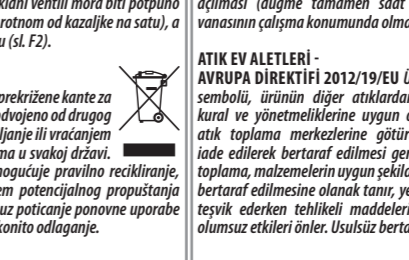 klani ventili mora biti potpuno
rotnom od kazaljke na satu), a
u (sl. F2).
prekrižene kante za
odvojeno od drugog
ljanje ili vraćanjem
ma u svakoj državi.
mogućuje pravilno recikliranje,
em potencijalnog propuštanja
uz poticanje ponovne uporabe
konito odlaganje.
açılması (düğme tamamen saat
vanasının çalışma konumunda olma
ATIK EV ALETLERİ -
AVRUPA DİREKTİFİ 2012/19/EU
sembolü, ürünün diğer atıklardan
kural ve yönetmeliklerine uygun
atık toplama merkezlerine götür
iade edilerek bertaraf edilmesi ger
toplama, malzemelerin uygun şekild
bertaraf edilmesine olanak tanır, ye
teşvik ederken tehlikeli maddeleri
olumsuz etkileri önler. Usulsüz berta